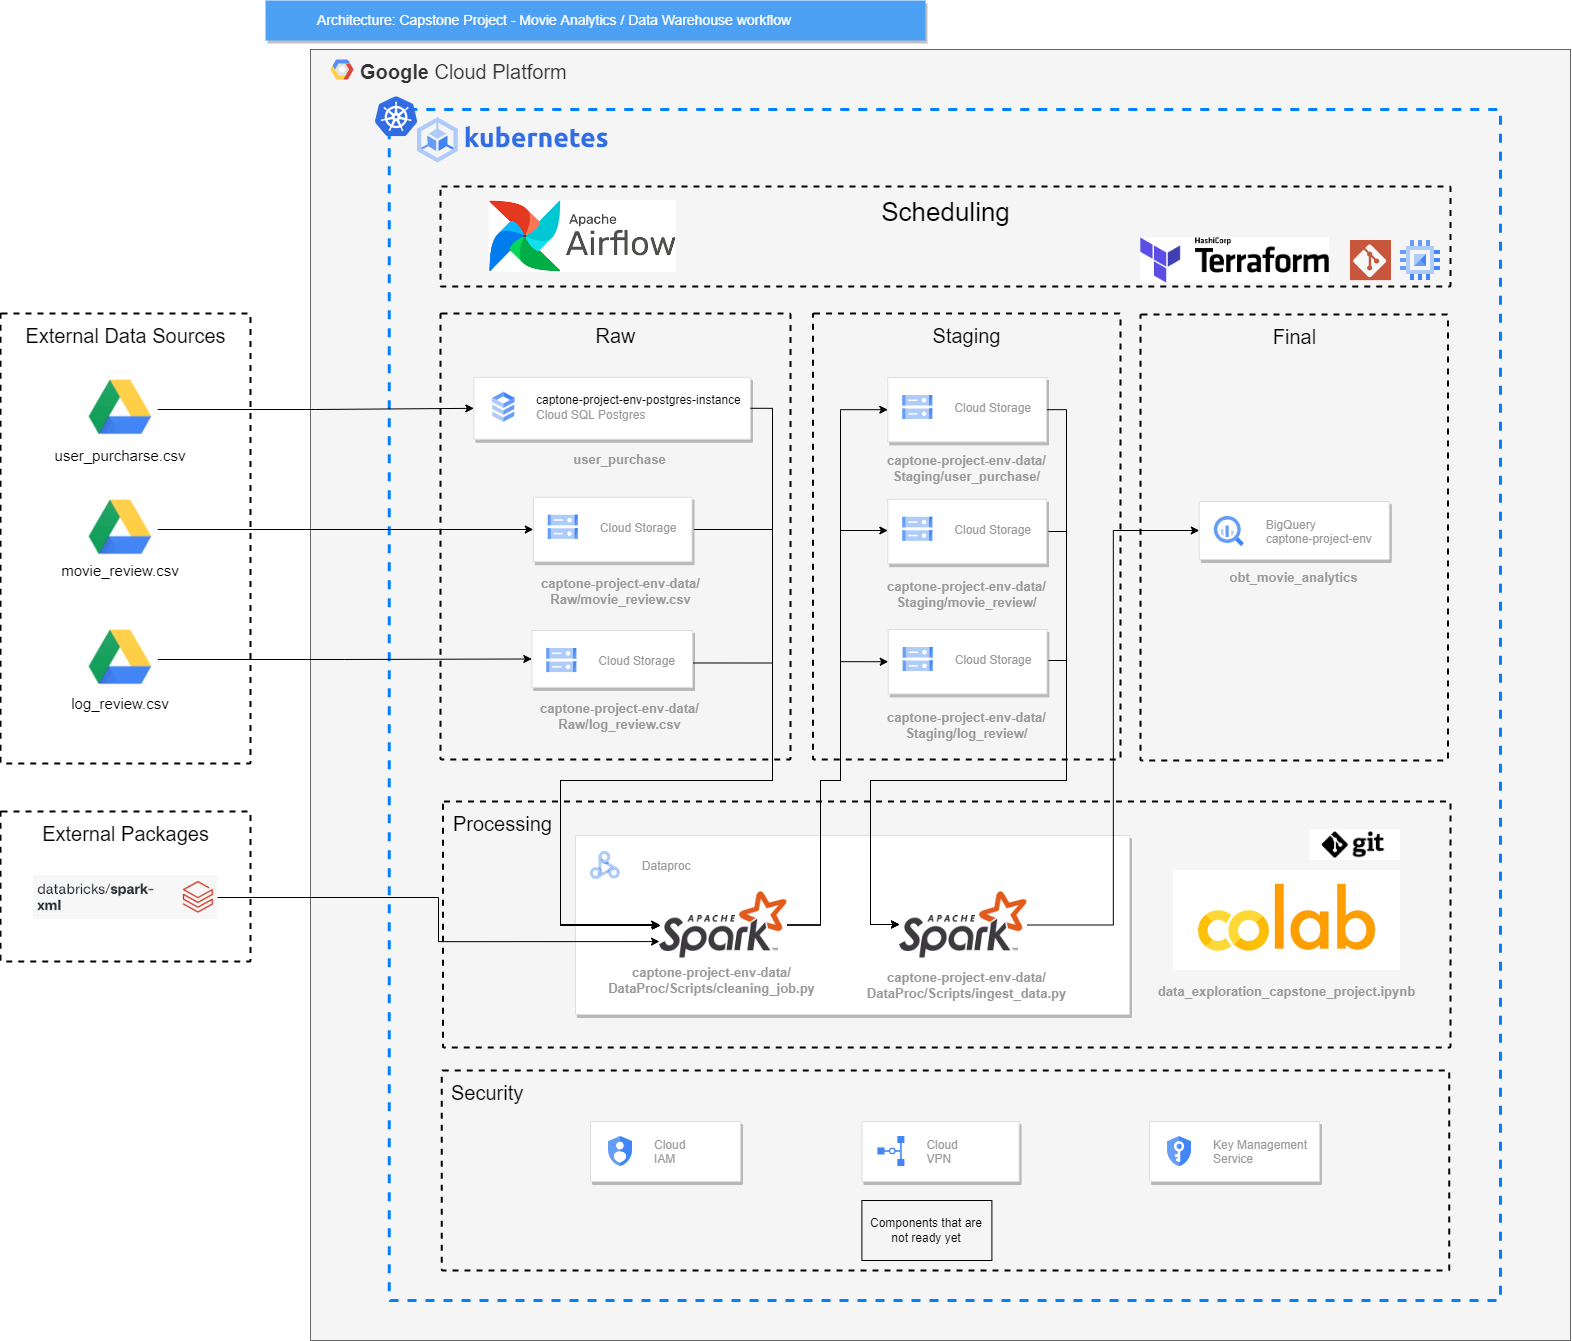 Architecture: Capstone Project - Movie Analytics / Data Warehouse workflow
Google Cloud Platform
kubernetes
Scheduling
Apache
Airflow
HashiCorp
Terraform
External Data Sources
user_purcharse.csv
movie_review.csv
log_review.csv
Raw
captone-project-env-postgres-instance
Cloud SQL Postgres
user_purchase
Cloud Storage
captone-project-env-data/
Raw/movie_review.csv
Cloud Storage
captone-project-env-data/
Raw/log_review.csv
Staging
Cloud Storage
captone-project-env-data/
Staging/user_purchase/
Cloud Storage
captone-project-env-data/
Staging/movie_review/
Cloud Storage
captone-project-env-data/
Staging/log_review/
Final
BigQuery
captone-project-env
obt_movie_analytics
External Packages
databricks/spark-
xml
Processing
Dataproc
APACHE
Spark™
captone-project-env-data/
DataProc/Scripts/cleaning_job.py
APACHE
Spark™
captone-project-env-data/
DataProc/Scripts/ingest_data.py
git
colab
data_exploration_capstone_project.ipynb
Security
Cloud
IAM
Cloud
VPN
Key Management
Service
Components that are
not ready yet